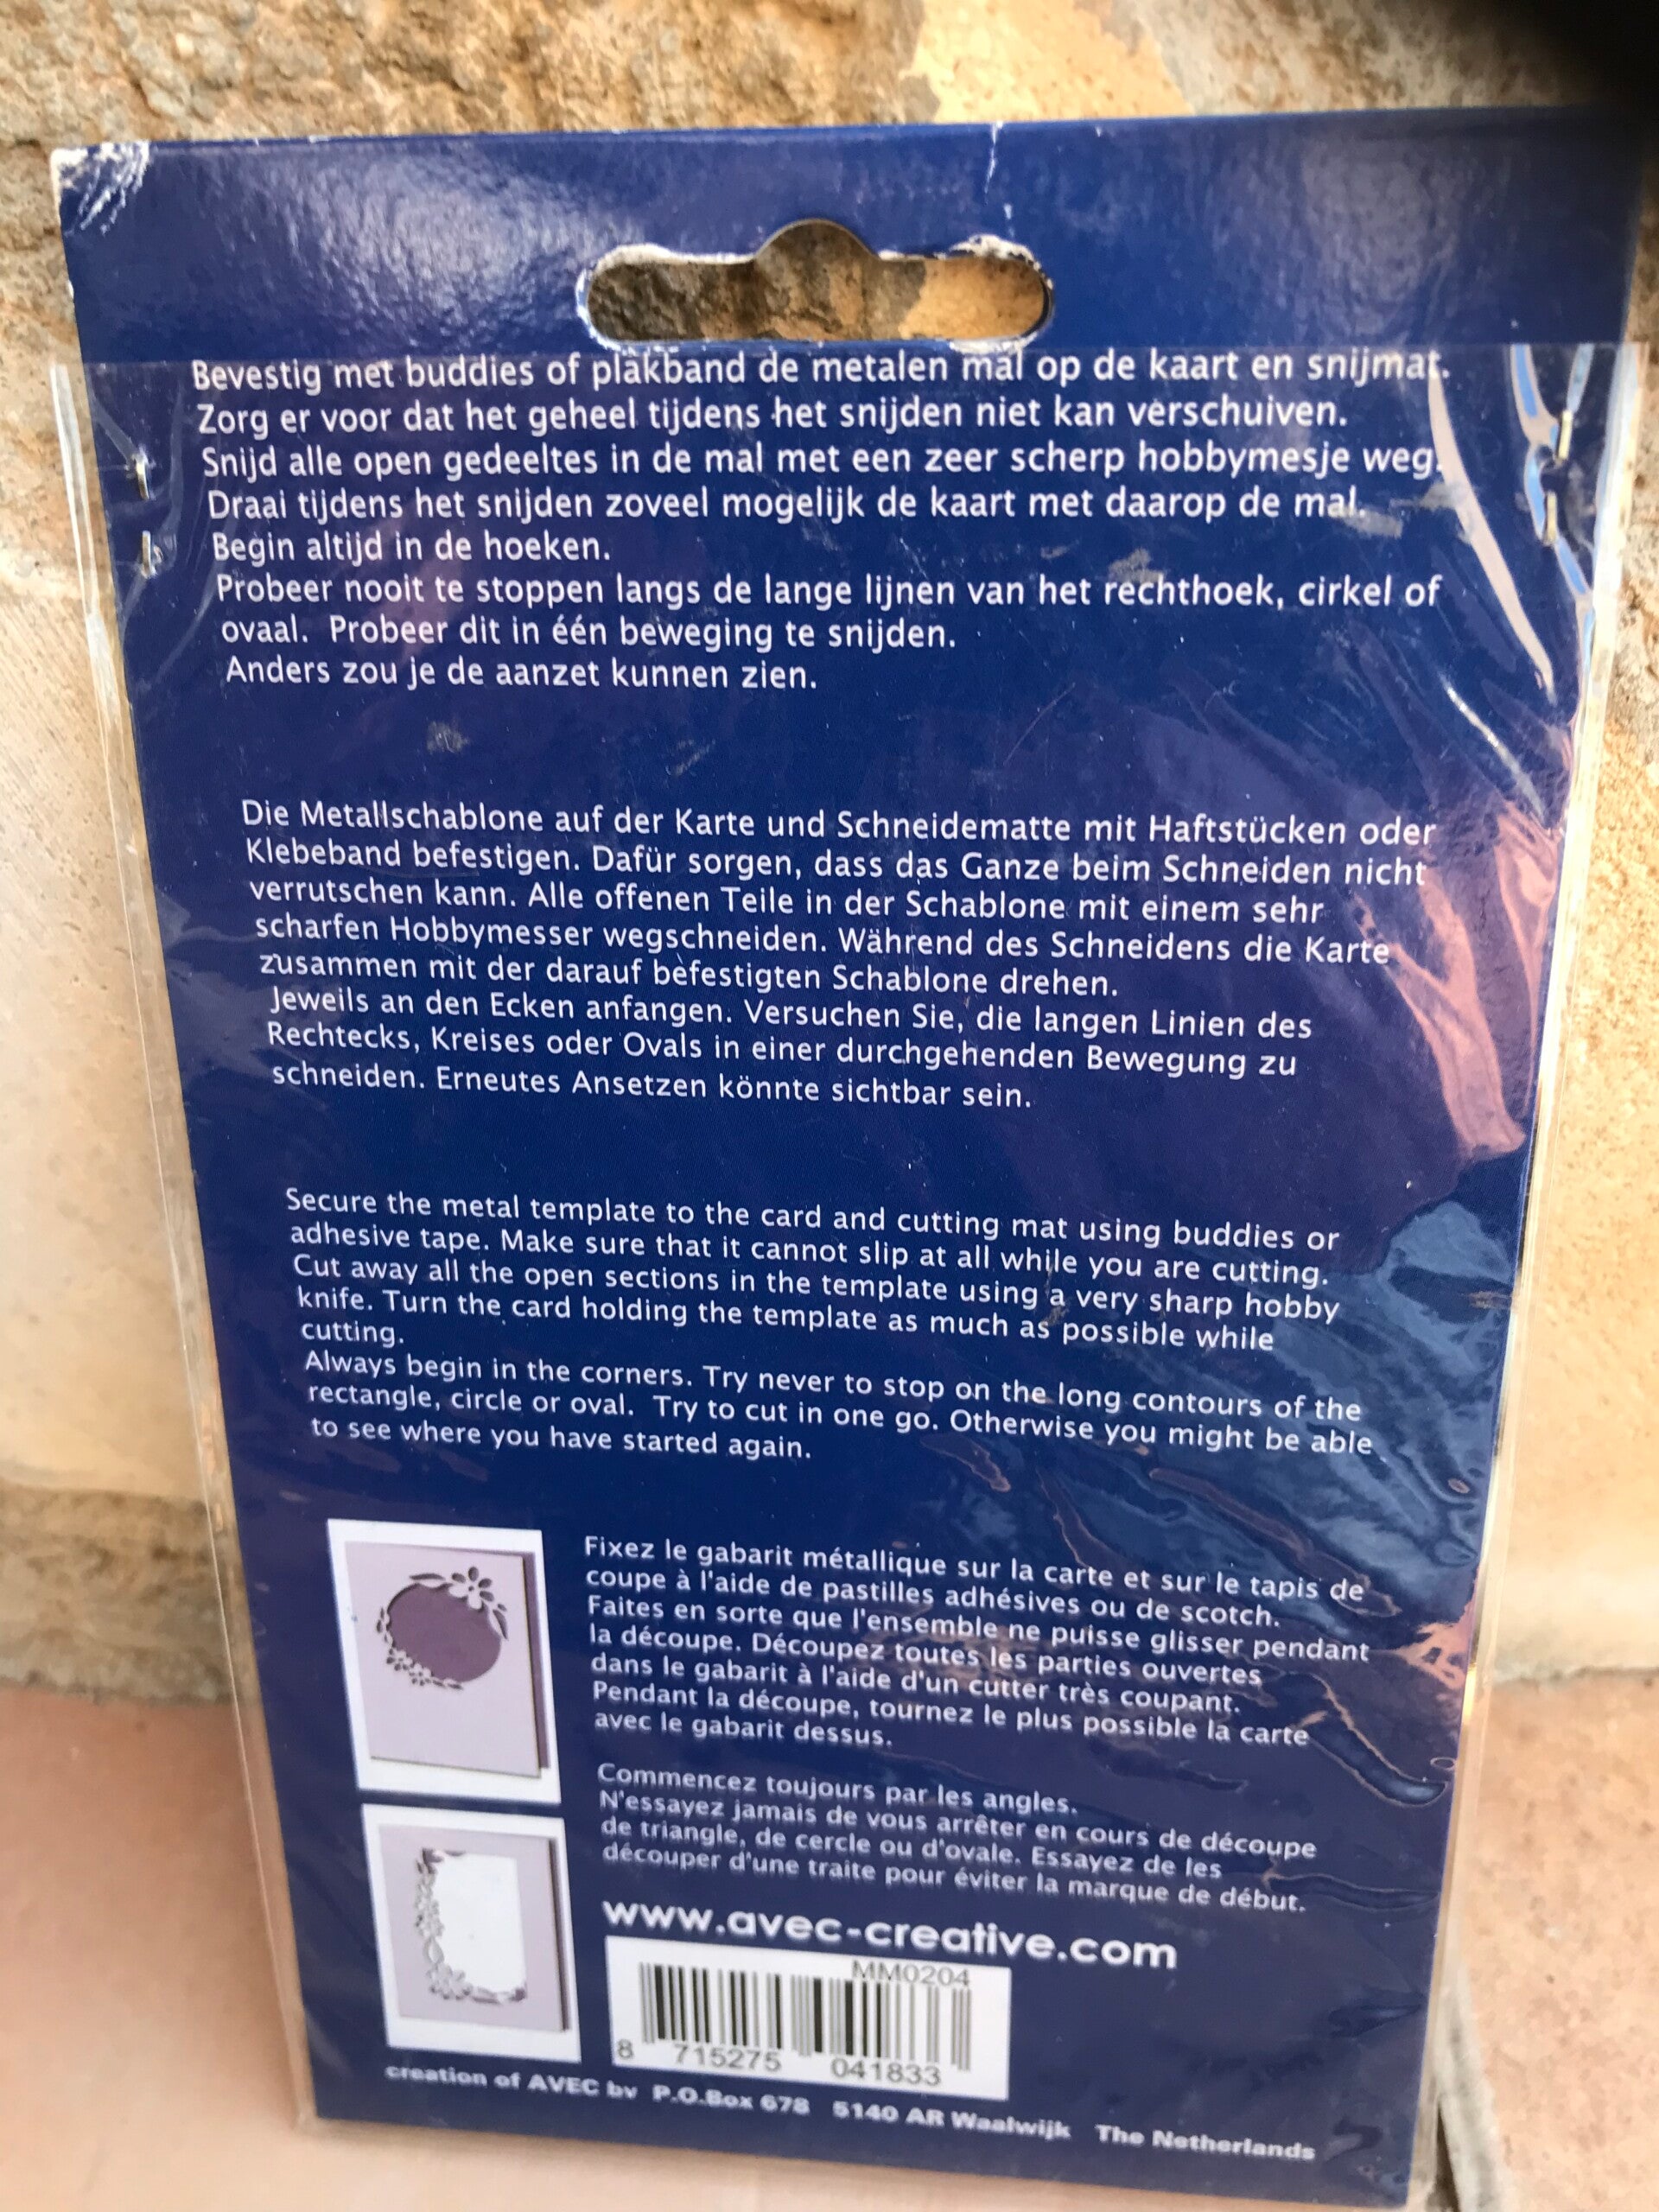 Bevestig met buddies of plakband de metalen mal op de kaart en snijmat.
Zorg er voor dat het geheel tijdens het snijden niet kan verschuiven.
Snijd alle open gedeeltes in de mal met een zeer scherp hobbymesje weg.
Draai tijdens het snijden zoveel mogelijk de kaart met daarop de mal.
Begin altijd in de hoeken.
Probeer nooit te stoppen langs de lange lijnen van het rechthoek, cirkel of
ovaal. Probeer dit in één beweging te snijden.
Anders zou je de aanzet kunnen zien.
Die Metallschablone auf der Karte und Schneidematte mit Haftstücken oder
Klebeband befestigen. Dafür sorgen, dass das Ganze beim Schneiden nicht
verrutschen kann. Alle offenen Teile in der Schablone mit einem sehr
scharfen Hobbymesser wegschneiden. Während des Schneidens die Karte
zusammen mit der darauf befestigten Schablone drehen.
Jeweils an den Ecken anfangen. Versuchen Sie, die langen Linien des
Rechtecks, Kreises oder Ovals in einer durchgehenden Bewegung zu
schneiden. Erneutes Ansetzen könnte sichtbar sein.
Secure the metal template to the card and cutting mat using buddies or
adhesive tape. Make sure that it cannot slip at all while you are cutting.
Cut away all the open sections in the template using a very sharp hobby
knife. Turn the card holding the template as much as possible while
cutting.
Always begin in the corners. Try never to stop on the long contours of the
rectangle, circle or oval. Try to cut in one go. Otherwise you might be able
to see where you have started again.
Fixez le gabarit métallique sur la carte et sur le tapis de
coupe à l'aide de pastilles adhésives ou de scotch.
Faites en sorte que l'ensemble ne puisse glisser pendant
la découpe. Découpez toutes les parties ouvertes
dans le gabarit à l'aide d'un cutter très coupant.
Pendant la découpe, tournez le plus possible la carte
avec le gabarit dessus.
Commencez toujours par les angles.
N'essayez jamais de vous arrêter en cours de découpe
de triangle, de cercle ou d'ovale. Essayez de les
découper d'une traite pour éviter la marque de début.
www.avec-creative.com
MM0204
8 715275 041833
creation of AVEC bv P.O.Box 678 5140 AR Waalwijk The Netherlands